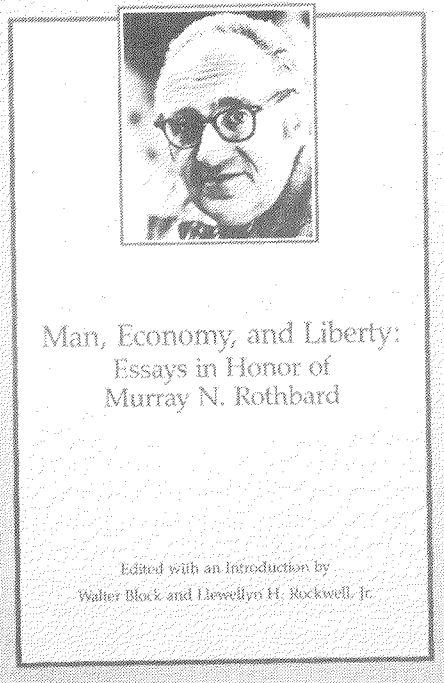 Man, Economy, and Liberty:
Essays in Honor of
Murray N. Rothbard
Edited with an Introduction by
Walter Block and Llewellyn H. Rockwell, Jr.